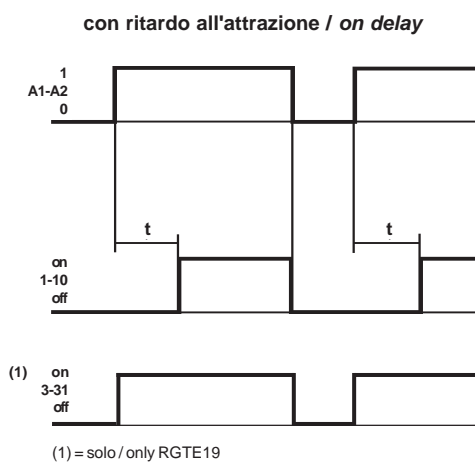 con ritardo all'attrazione / on delay
1
A1-A2
0
t
t
on
1-10
off
(1) on
3-31
off
(1) = solo / only RGTE19